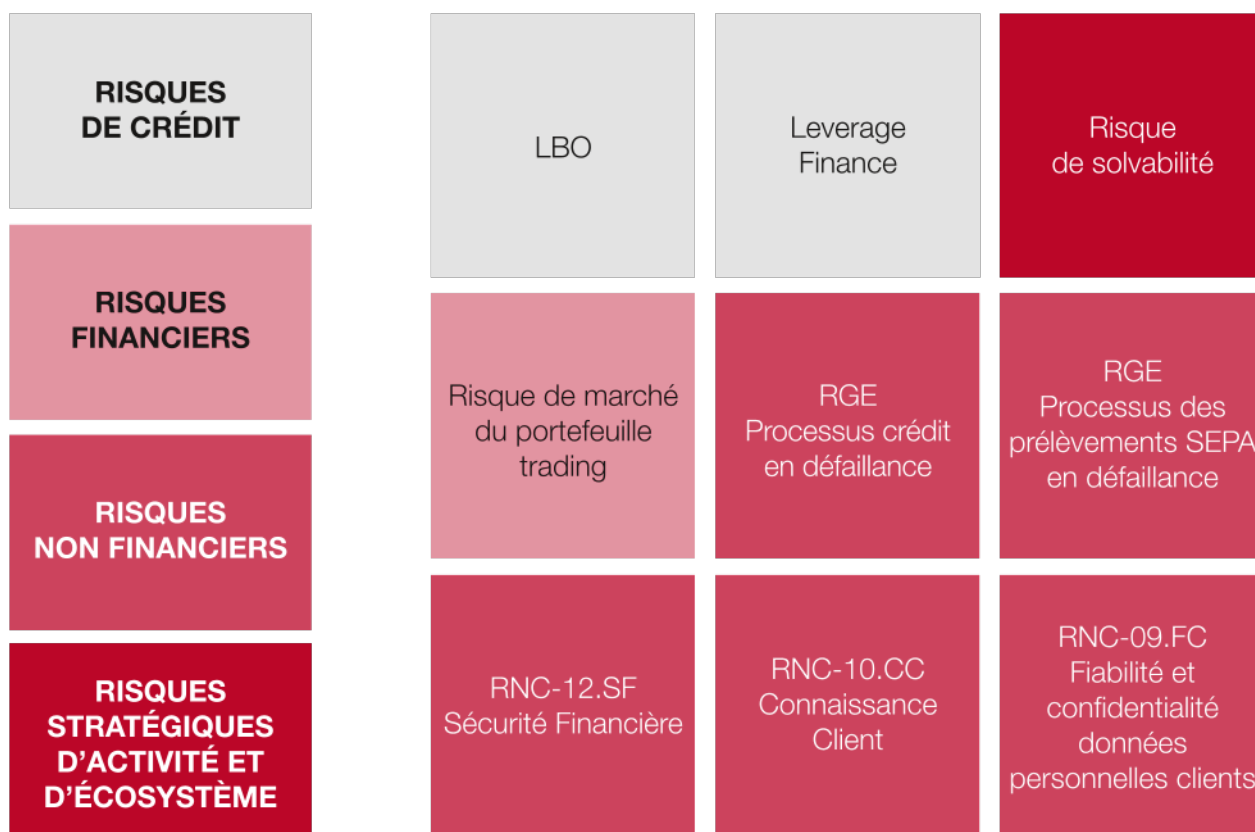 RISQUES
DE CRÉDIT
RISQUES
FINANCIERS
RISQUES
NON FINANCIERS
RISQUES
STRATÉGIQUES
D'ACTIVITÉ ET
D'ÉCOSYSTÈME
LBO
Leverage
Finance
Risque
de solvabilité
Risque de marché
du portefeuille
trading
RGE
Processus crédit
en défaillance
RGE
Processus des
prélèvements SEPA
en défaillance
RNC-12.SF
Sécurité Financière
RNC-10.CC
Connaissance
Client
RNC-09.FC
Fiabilité et
confidentialité
données
personnelles clients